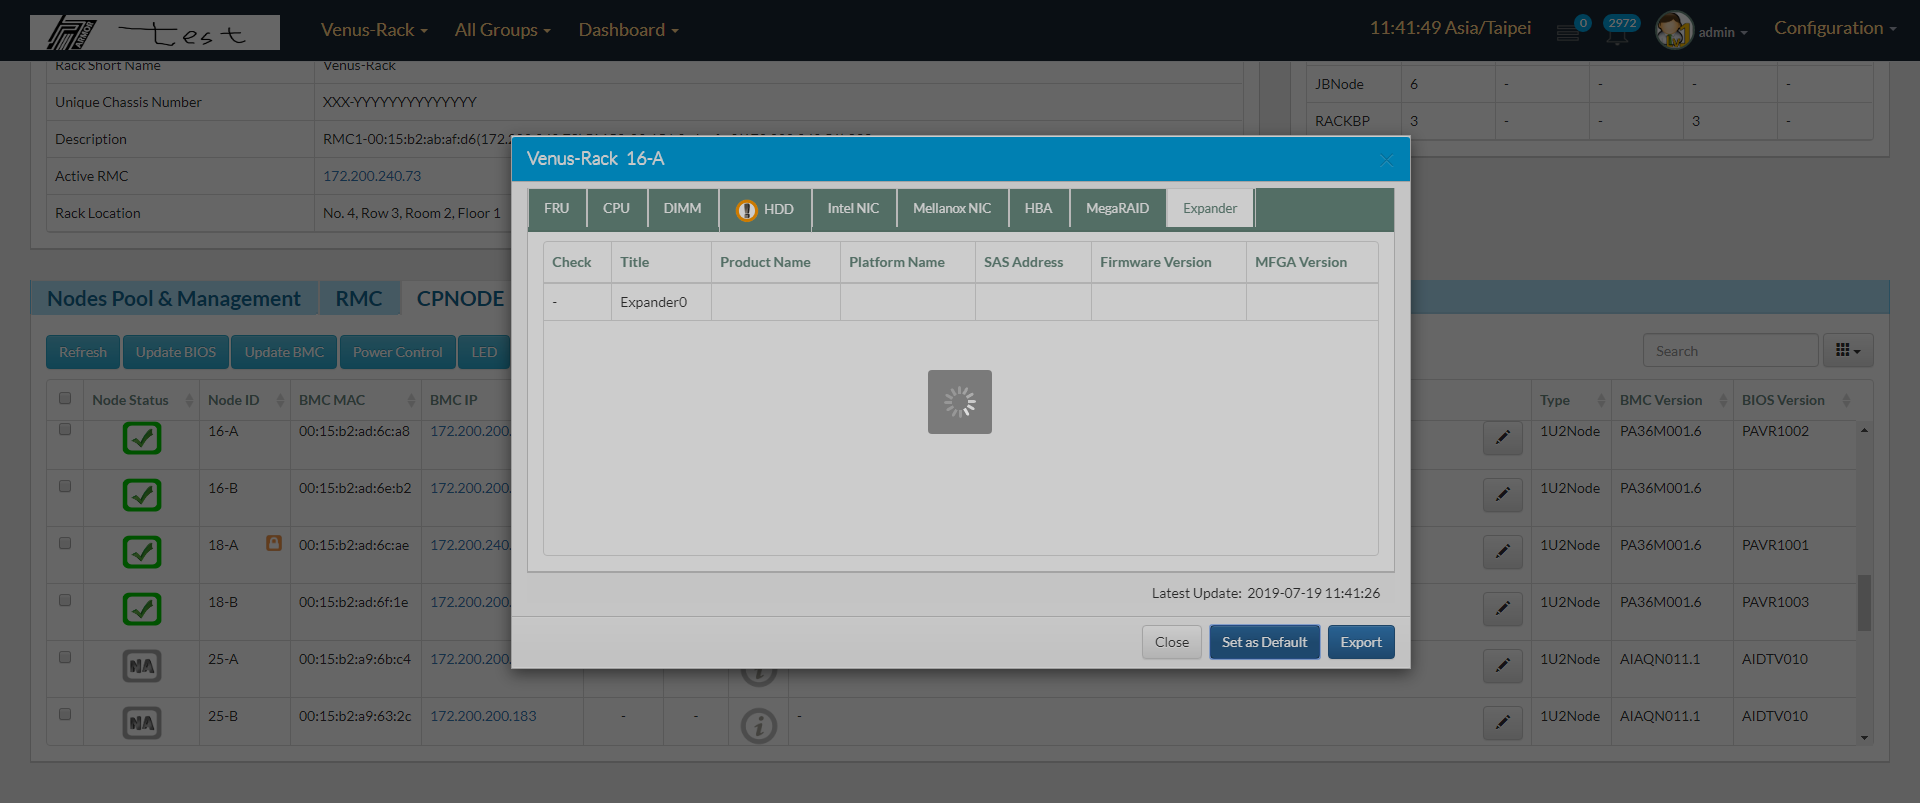 ARMOR test Venus-Rack All Groups Dashboard 11:41:49 Asia/Taipei 0 2972 admin Configuration
Rack Short Name Venus-Rack
Unique Chassis Number XXX-YYYYYYYYYYYYYY
Description RMC1-00:15:b2:ab:af:d6(172.
Active RMC 172.200.240.73
Rack Location No. 4, Row 3, Room 2, Floor 1
JBNode 6 - - - -
RACKBP 3 - - 3 -
Venus-Rack 16-A ×
FRU CPU DIMM HDD Intel NIC Mellanox NIC HBA MegaRAID Expander
Check Title Product Name Platform Name SAS Address Firmware Version MFGA Version
- Expander0
Latest Update: 2019-07-19 11:41:26
Close Set as Default Export
Nodes Pool & Management RMC CPNODE
Refresh Update BIOS Update BMC Power Control LED Search
Node Status Node ID BMC MAC BMC IP Type BMC Version BIOS Version
16-A 00:15:b2:ad:6c:a8 172.200.200. 1U2Node PA36M001.6 PAVR1002
16-B 00:15:b2:ad:6e:b2 172.200.200. 1U2Node PA36M001.6
18-A 00:15:b2:ad:6c:ae 172.200.240. 1U2Node PA36M001.6 PAVR1001
18-B 00:15:b2:ad:6f:1e 172.200.200. 1U2Node PA36M001.6 PAVR1003
NA 25-A 00:15:b2:a9:6b:c4 172.200.200. 1U2Node AIAQN011.1 AIDTV010
NA 25-B 00:15:b2:a9:63:2c 172.200.200.183 - - i - 1U2Node AIAQN011.1 AIDTV010